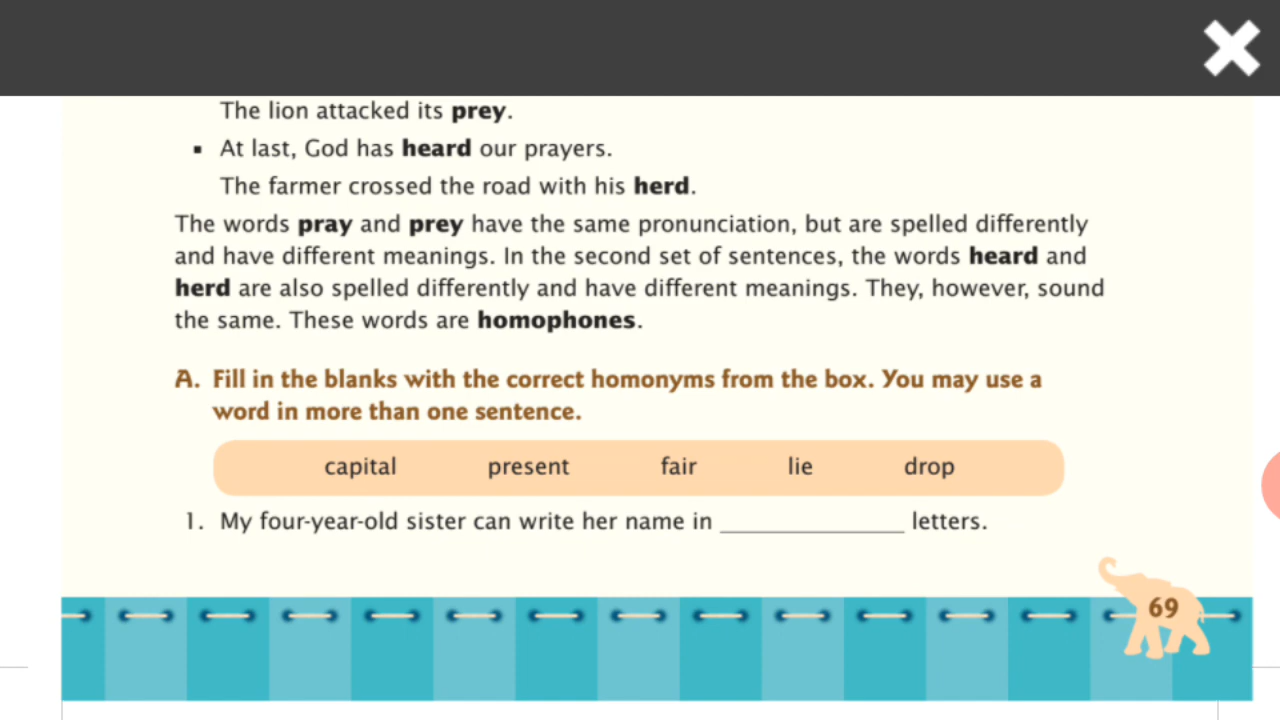 The lion attacked its prey.
▪ At last, God has heard our prayers.
The farmer crossed the road with his herd.
The words pray and prey have the same pronunciation, but are spelled differently
and have different meanings. In the second set of sentences, the words heard and
herd are also spelled differently and have different meanings. They, however, sound
the same. These words are homophones.
A. Fill in the blanks with the correct homonyms from the box. You may use a
word in more than one sentence.
capital present fair lie drop
1. My four-year-old sister can write her name in ______________ letters.
69